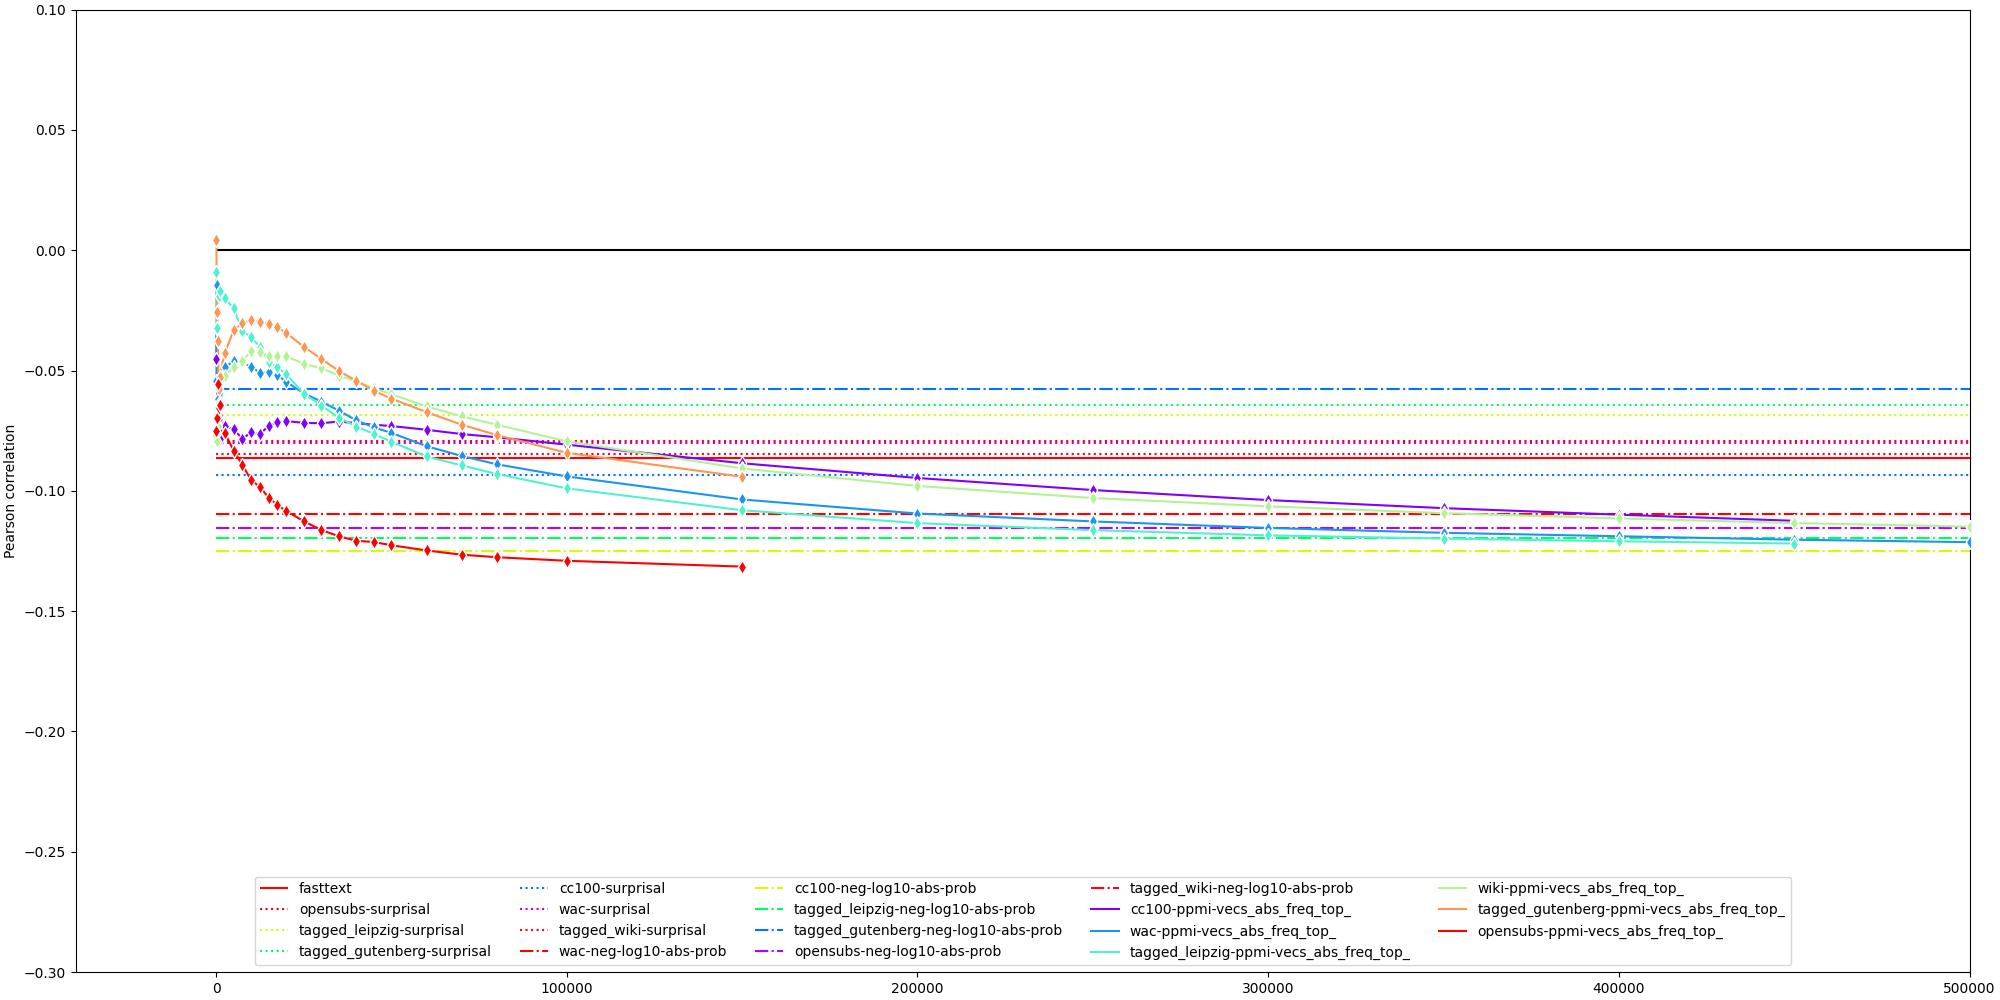 0.10
0.05
0.00
−0.05
−0.10
−0.15
−0.20
−0.25
−0.30
Pearson correlation
fasttext
opensubs-surprisal
tagged_leipzig-surprisal
tagged_gutenberg-surprisal
cc100-surprisal
wac-surprisal
tagged_wiki-surprisal
wac-neg-log10-abs-prob
cc100-neg-log10-abs-prob
tagged_leipzig-neg-log10-abs-prob
tagged_gutenberg-neg-log10-abs-prob
opensubs-neg-log10-abs-prob
tagged_wiki-neg-log10-abs-prob
cc100-ppmi-vecs_abs_freq_top_
wac-ppmi-vecs_abs_freq_top_
tagged_leipzig-ppmi-vecs_abs_freq_top_
wiki-ppmi-vecs_abs_freq_top_
tagged_gutenberg-ppmi-vecs_abs_freq_top_
opensubs-ppmi-vecs_abs_freq_top_
0
100000
200000
300000
400000
500000